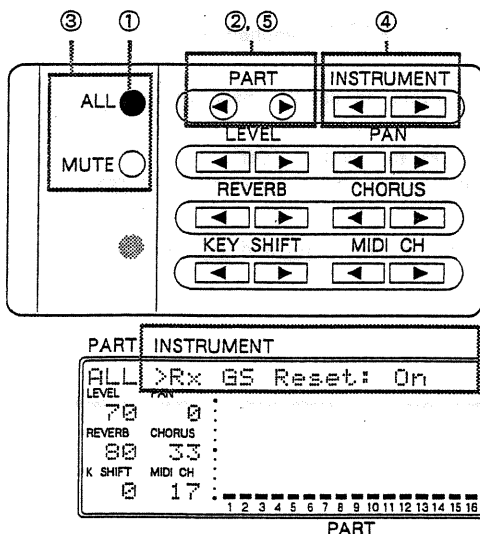 ③ ① ②, ⑤ ④
PART INSTRUMENT
ALL
LEVEL PAN
MUTE
REVERB CHORUS
KEY SHIFT MIDI CH
PART INSTRUMENT
ALL >Rx GS Reset: On
LEVEL PAN
70 0
REVERB CHORUS
80 33
K SHIFT MIDI CH
0 17
1 2 3 4 5 6 7 8 9 10 11 12 13 14 15 16
PART